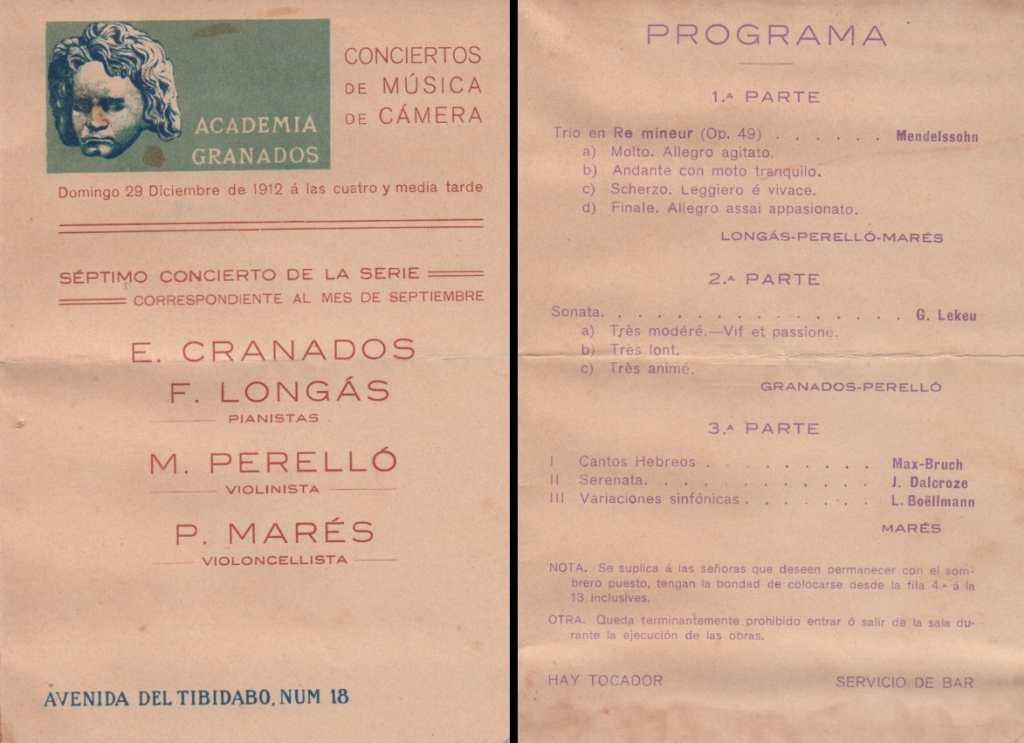 ACADEMIA
GRANADOS
CONCIERTOS
DE MÚSICA
DE CÁMERA
Domingo 29 Diciembre de 1912 á las cuatro y media tarde
SÉPTIMO CONCIERTO DE LA SERIE
CORRESPONDIENTE AL MES DE SEPTIEMBRE
E. CRANADOS
F. LONGÁS
PIANISTAS
M. PERELLÓ
VIOLINISTA
P. MARÉS
VIOLONCELLISTA
AVENIDA DEL TIBIDABO, NUM 18
PROGRAMA
1.ª PARTE
Trio en Re mineur (Op. 49) . . . . . . . Mendelssohn
a) Molto. Allegro agitato.
b) Andante con moto tranquilo.
c) Scherzo. Leggiero é vivace.
d) Finale. Allegro assai appasionato.
LONGÁS-PERELLÓ-MARÉS
2.ª PARTE
Sonata. . . . . . . . . . . . . . . G. Lekeu
a) Très modéré.—Vif et passione.
b) Très lont.
c) Très animé.
GRANADOS-PERELLÓ
3.ª PARTE
I Cantos Hebreos . . . . . . . . . Max-Bruch
II Serenata. . . . . . . . . . . . J. Dalcroze
III Variaciones sinfónicas . . . . . . . L. Boëllmann
MARÉS
NOTA. Se suplica á las señoras que deseen permanecer con el som-
brero puesto, tengan la bondad de colocarse desde la fila 4.ª á la
13 inclusives.
OTRA. Queda terminantemente prohibido entrar ó salir de la sala du-
rante la ejecución de las obras.
HAY TOCADOR SERVICIO DE BAR